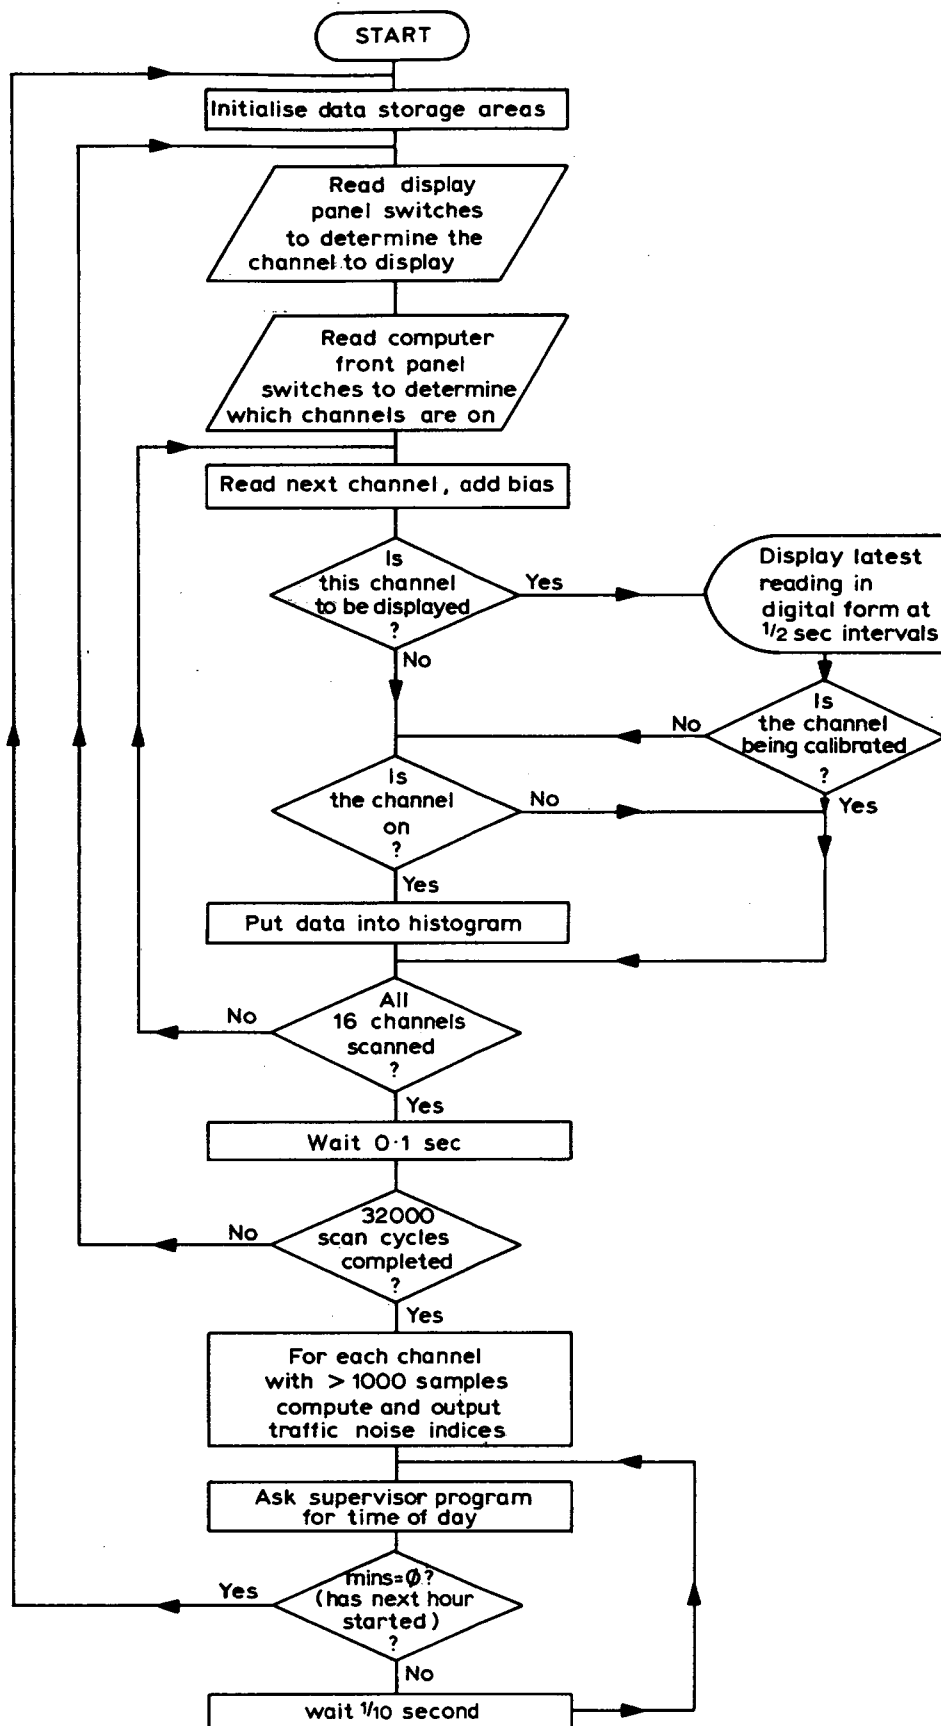 START
Initialise data storage areas
Read display
panel switches
to determine the
channel to display
Read computer
front panel
switches to determine
which channels are on
Read next channel, add bias
Is
this channel
to be displayed
?
Yes
No
Display latest
reading in
digital form at
1/2 sec intervals
Is
the channel
being calibrated
?
No
Yes
Is
the channel
on
?
No
Yes
Put data into histogram
All
16 channels
scanned
?
No
Yes
Wait 0·1 sec
32000
scan cycles
completed
?
No
Yes
For each channel
with > 1000 samples
compute and output
traffic noise indices
Ask supervisor program
for time of day
mins=Ø?
(has next hour
started)
?
Yes
No
wait 1/10 second